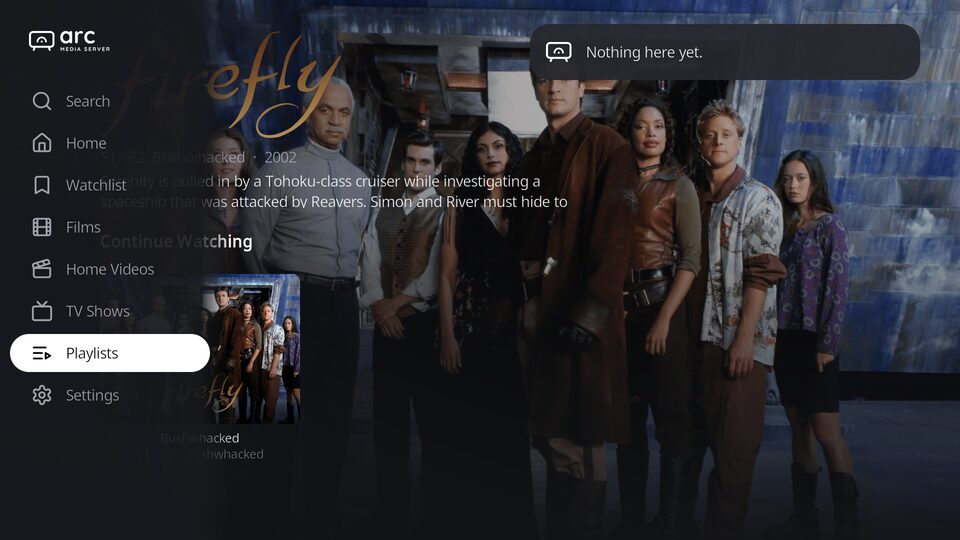 arc
MEDIA SERVER
Nothing here yet.
firefly
Search
Home
S1 · E2 Bushwhacked · 2002
Watchlist
Serenity is pulled in by a Tohoku-class cruiser while investigating a
spaceship that was attacked by Reavers. Simon and River must hide to
Films
Continue Watching
Home Videos
TV Shows
Playlists
Settings
firefly
Bushwhacked
S1 · E2 · Bushwhacked